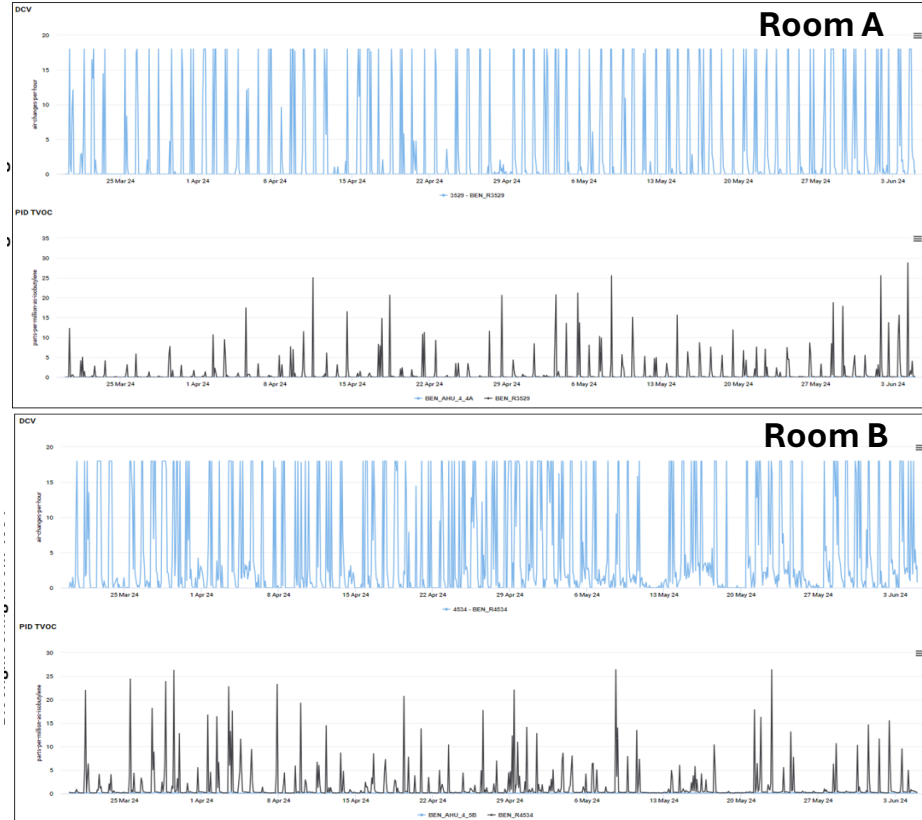 DCV
Room A
20
15
10
5
0
air-changes-per-hour
25 Mar 24 1 Apr 24 8 Apr 24 15 Apr 24 22 Apr 24 29 Apr 24 6 May 24 13 May 24 20 May 24 27 May 24 3 Jun 24
3529 - BEN_R3529
PID TVOC
35
30
25
20
15
10
5
0
parts-per-million-as-isobutylene
25 Mar 24 1 Apr 24 8 Apr 24 15 Apr 24 22 Apr 24 29 Apr 24 6 May 24 13 May 24 20 May 24 27 May 24 3 Jun 24
BEN_AHU_4_4A BEN_R3529
DCV
Room B
20
15
10
5
0
air-changes-per-hour
25 Mar 24 1 Apr 24 8 Apr 24 15 Apr 24 22 Apr 24 29 Apr 24 6 May 24 13 May 24 20 May 24 27 May 24 3 Jun 24
4534 - BEN_R4534
PID TVOC
30
25
20
15
10
5
0
parts-per-million-as-isobutylene
25 Mar 24 1 Apr 24 8 Apr 24 15 Apr 24 22 Apr 24 29 Apr 24 6 May 24 13 May 24 20 May 24 27 May 24 3 Jun 24
BEN_AHU_4_5B BEN_R4534